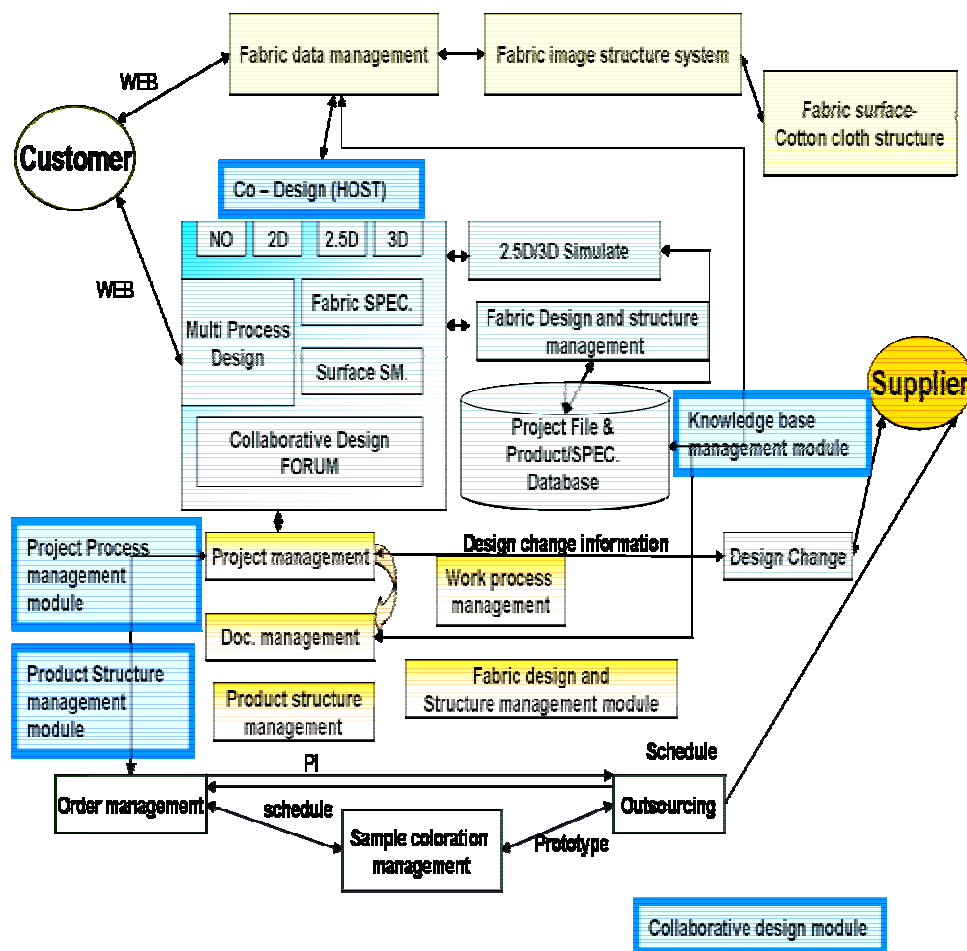 Fabric data management
Fabric image structure system
WEB
Fabric surface-
Cotton cloth structure
Customer
Co – Design (HOST)
NO
2D
2.5D
3D
2.5D/3D Simulate
WEB
Fabric SPEC.
Multi Process
Design
Fabric Design and structure
management
Surface SM.
Supplier
Collaborative Design
FORUM
Project File &
Product/SPEC.
Database
Knowledge base
management module
Project Process
management
module
Project management
Design change information
Design Change
Work process
management
Doc. management
Product Structure
management
module
Product structure
management
Fabric design and
Structure management module
PI
Schedule
Order management
schedule
Outsourcing
Sample coloration
management
Prototype
Collaborative design module